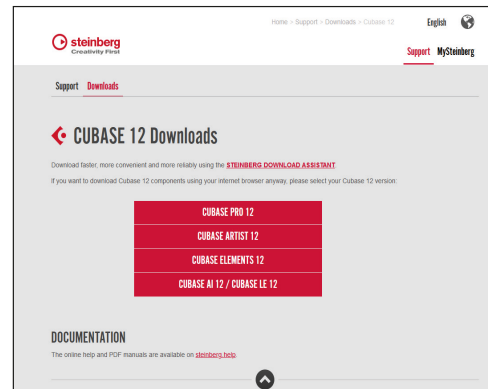 Home > Support > Downloads > Cubase 12
English
steinberg
Creativity First
Support MySteinberg
Support Downloads
CUBASE 12 Downloads
Download faster, more convenient and more reliably using the STEINBERG DOWNLOAD ASSISTANT
If you want to download Cubase 12 components using your internet browser anyway, please select your Cubase 12 version:
CUBASE PRO 12
CUBASE ARTIST 12
CUBASE ELEMENTS 12
CUBASE AI 12 / CUBASE LE 12
DOCUMENTATION
The online help and PDF manuals are available on steinberg.help.